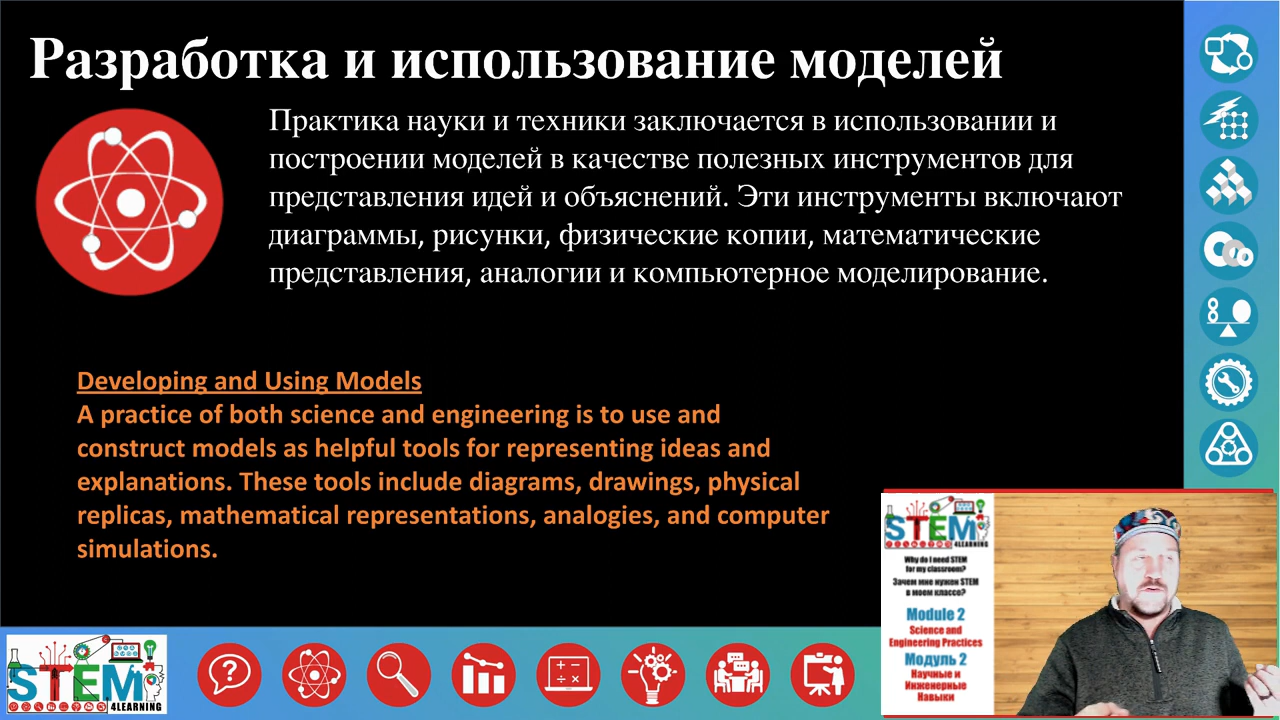 Разработка и использование моделей
Практика науки и техники заключается в использовании и
построении моделей в качестве полезных инструментов для
представления идей и объяснений. Эти инструменты включают
диаграммы, рисунки, физические копии, математические
представления, аналогии и компьютерное моделирование.
Developing and Using Models
A practice of both science and engineering is to use and
construct models as helpful tools for representing ideas and
explanations. These tools include diagrams, drawings, physical
replicas, mathematical representations, analogies, and computer
simulations.
STEM
4LEARNING
Why do I need STEM
for my classroom?
Зачем мне нужен STEM
в моем классе?
Module 2
Science and
Engineering Practices
Модуль 2
Научные и
Инженерные
Навыки
STEM
4LEARNING